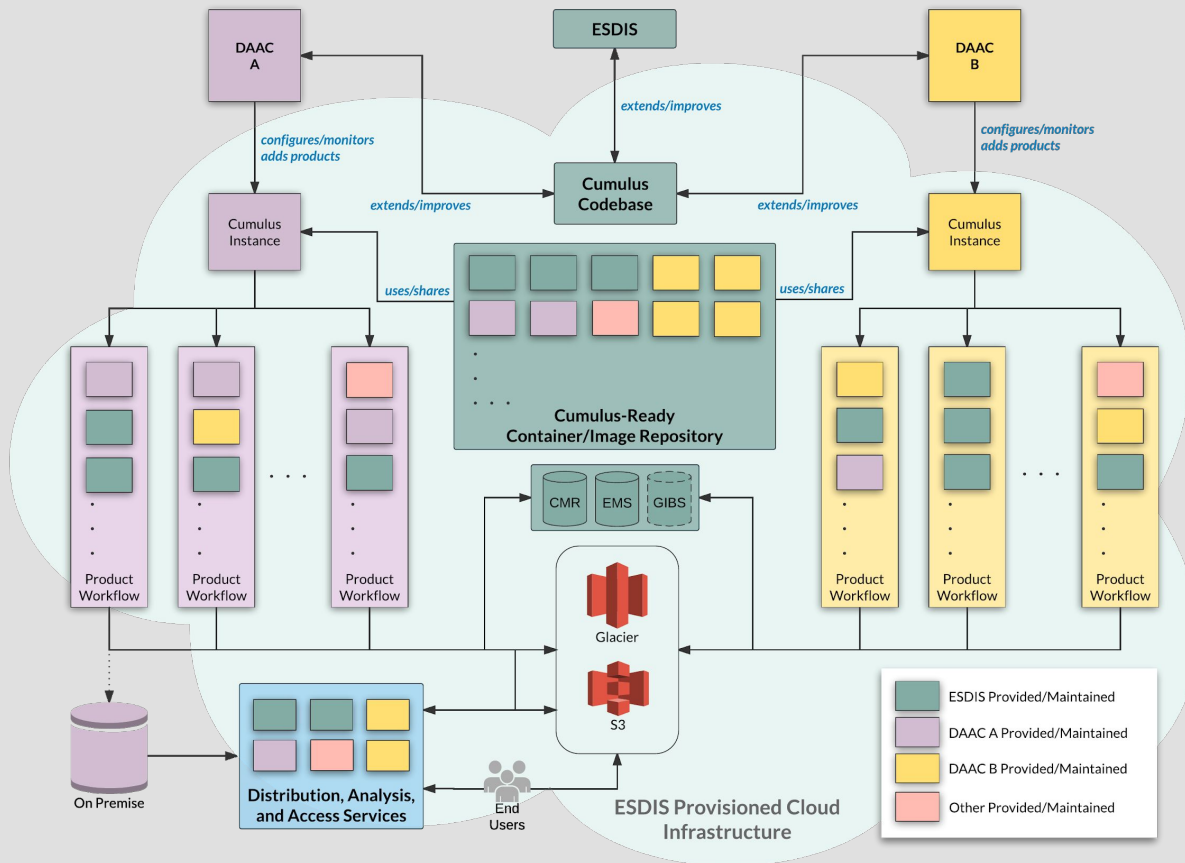 DAAC
A
ESDIS
DAAC
B
extends/improves
configures/monitors
adds products
configures/monitors
adds products
Cumulus
Codebase
extends/improves
extends/improves
Cumulus
Instance
Cumulus
Instance
uses/shares
uses/shares
. . .
Cumulus-Ready
Container/Image Repository
. . .
. . .
CMR
EMS
GIBS
Product
Workflow
Product
Workflow
Product
Workflow
Product
Workflow
Product
Workflow
Product
Workflow
Glacier
S3
On Premise
Distribution, Analysis,
and Access Services
End
Users
ESDIS Provisioned Cloud
Infrastructure
ESDIS Provided/Maintained
DAAC A Provided/Maintained
DAAC B Provided/Maintained
Other Provided/Maintained